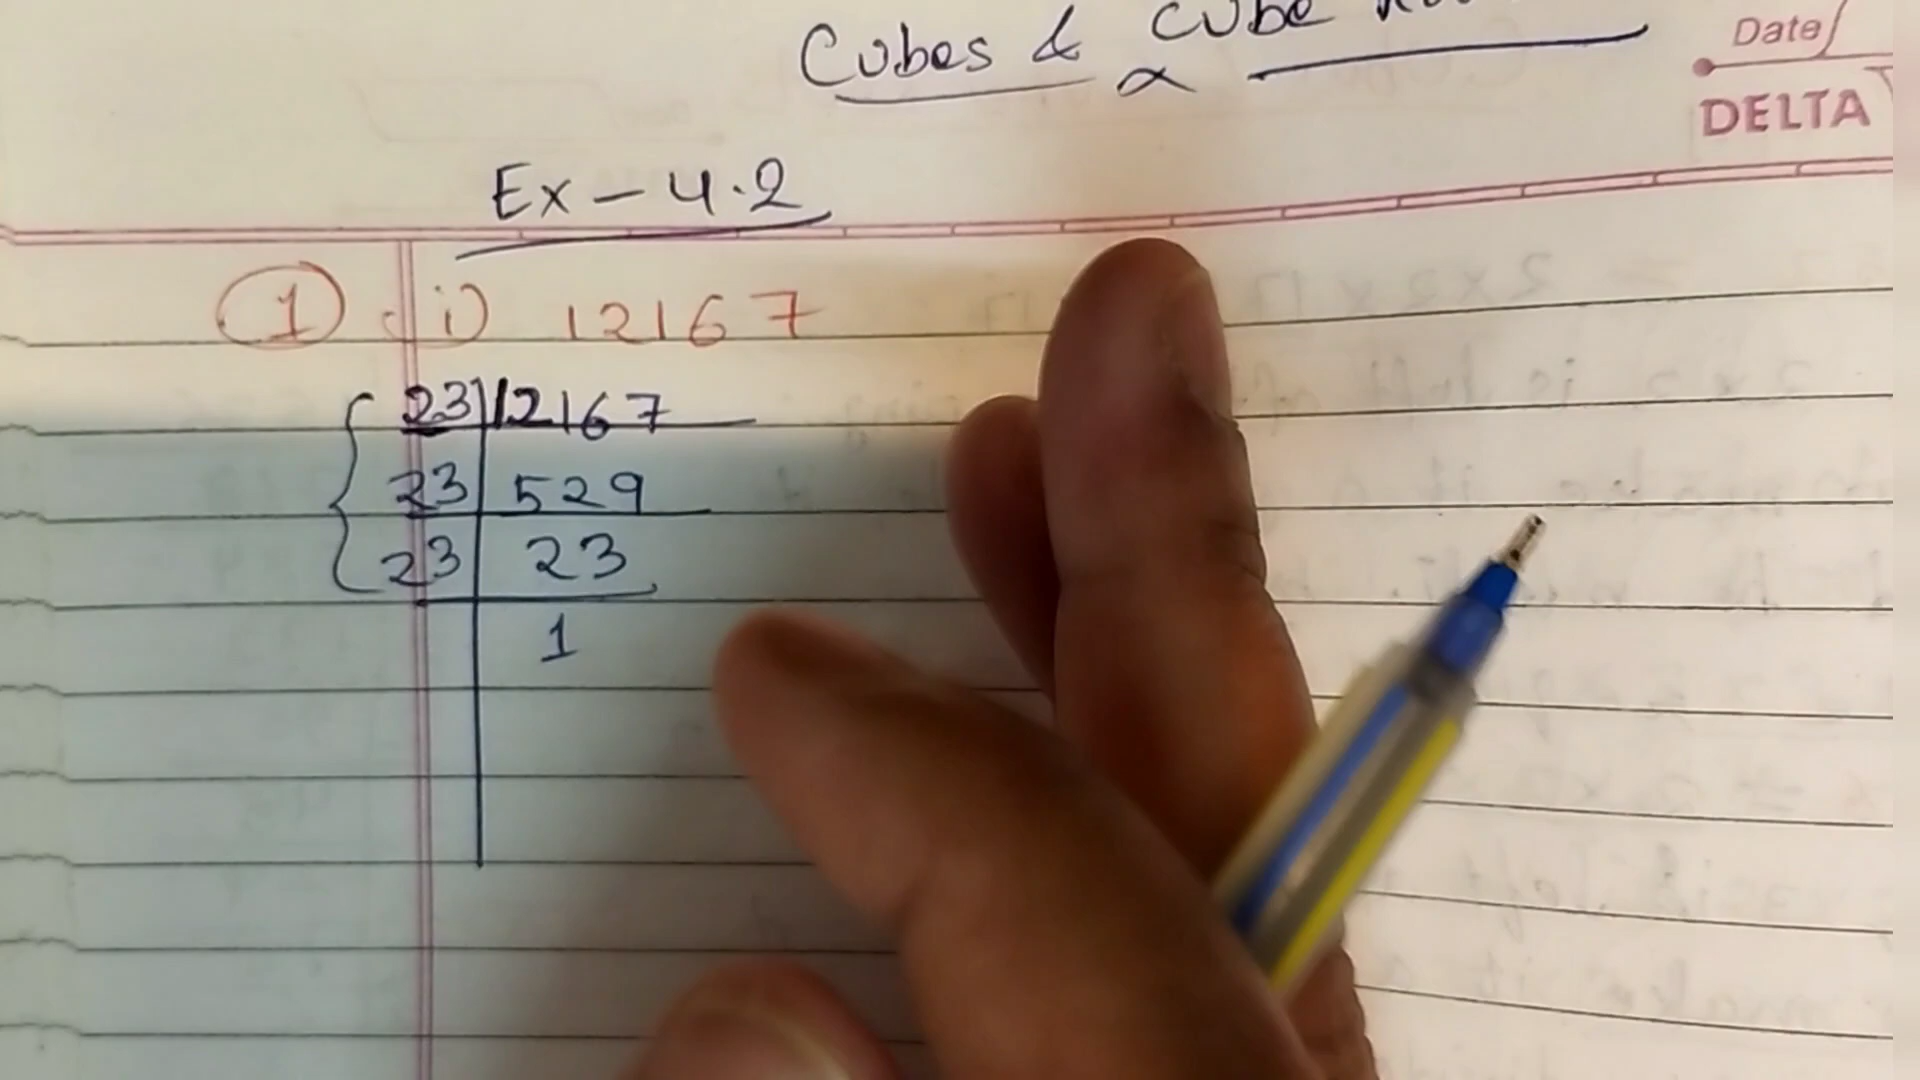 Cubes & Cube
Date
DELTA
Ex - 4.2
1 . i) 12167
23 12167
23 529
23 23
1